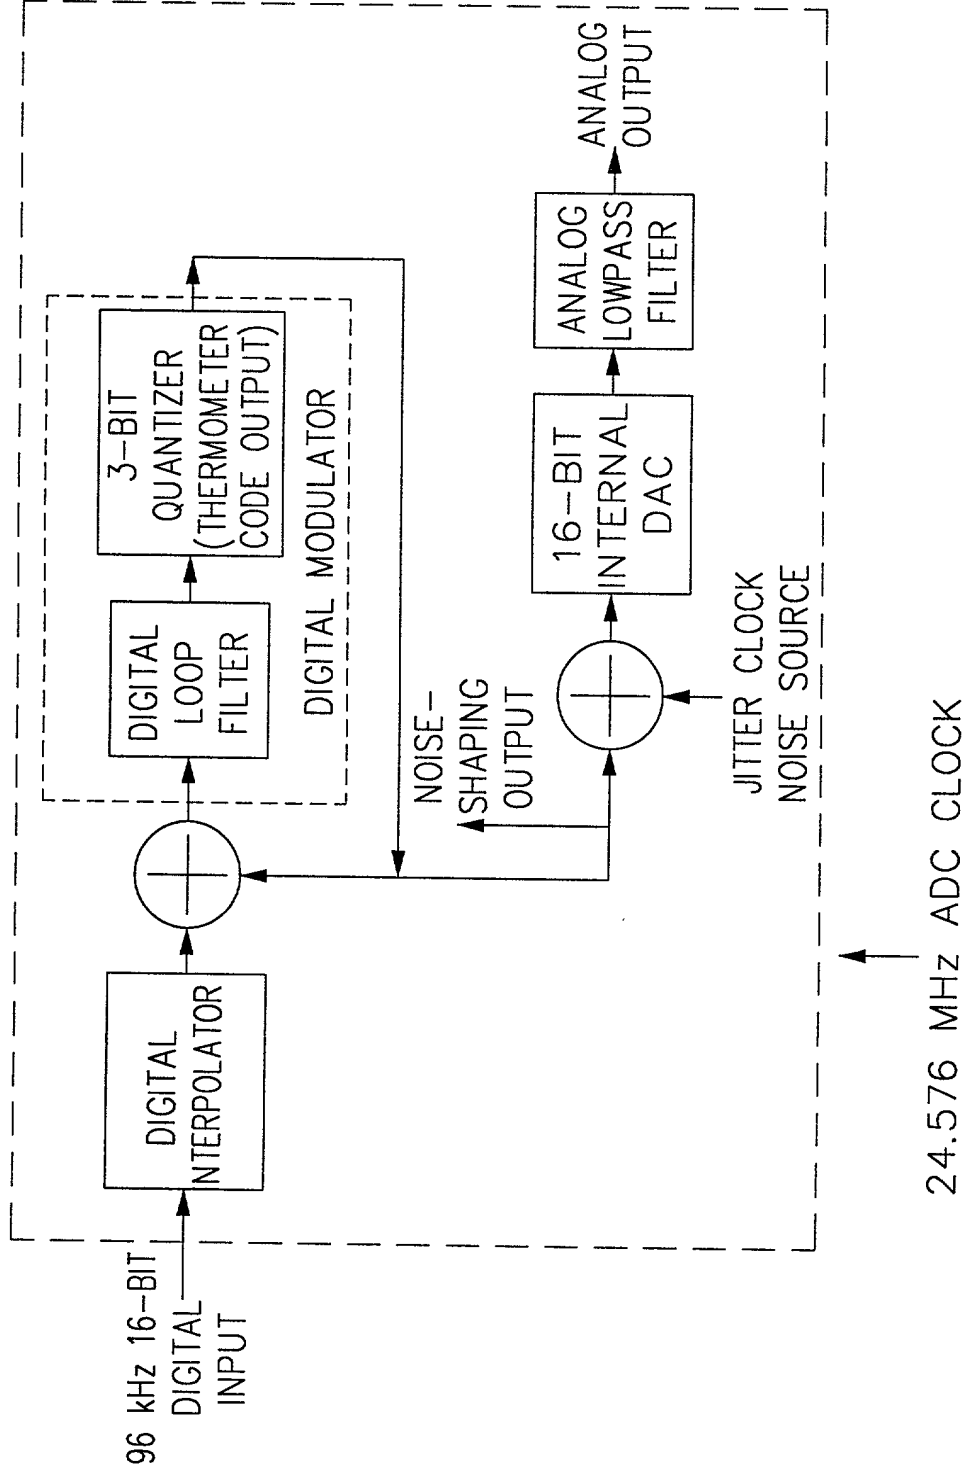 96 kHz 16-BIT
DIGITAL
INPUT
DIGITAL
NTERPOLATOR
DIGITAL
LOOP
FILTER
3-BIT
QUANTIZER
(THERMOMETER
CODE OUTPUT)
DIGITAL MODULATOR
NOISE-
SHAPING
OUTPUT
JITTER CLOCK
NOISE SOURCE
16-BIT
INTERNAL
DAC
ANALOG
LOWPASS
FILTER
ANALOG
OUTPUT
24.576 MHz ADC CLOCK